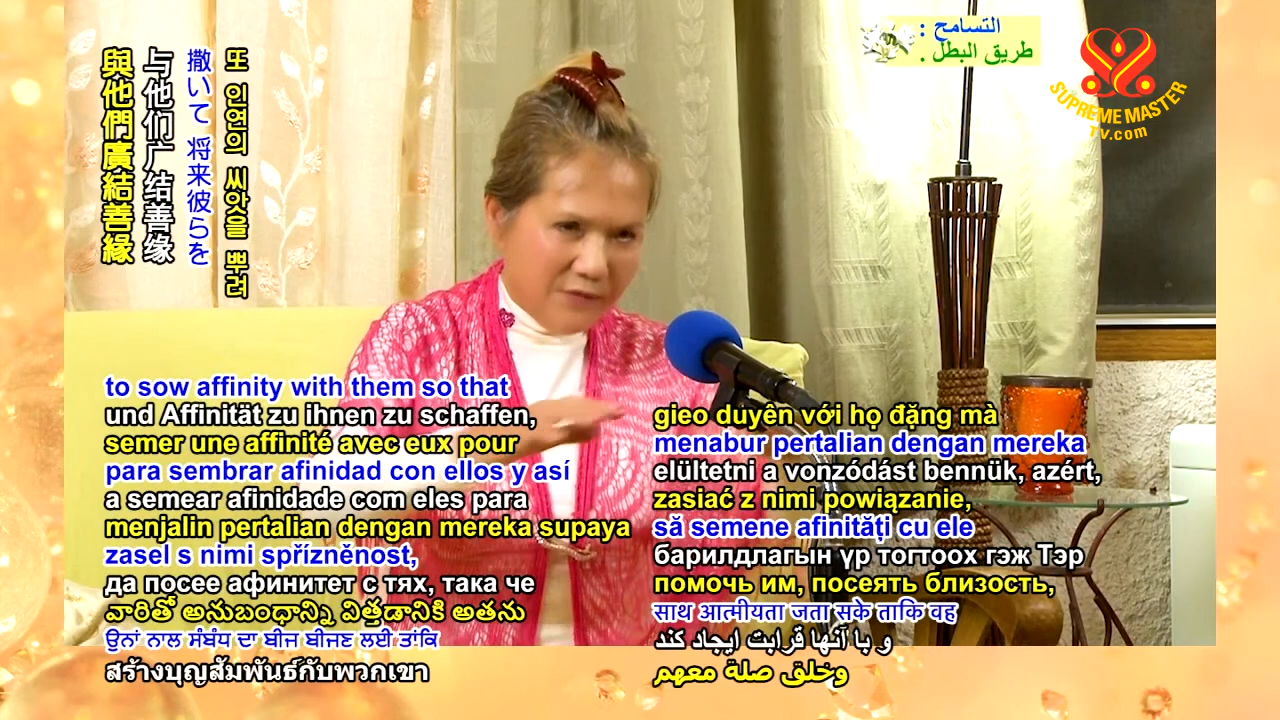 與他們廣結善緣
与他们广结善缘
撒いて 将来彼らを
또 인연의 씨앗을 뿌려
التسامح :
طريق البطل .
SUPREME MASTER
TV.com
to sow affinity with them so that
und Affinität zu ihnen zu schaffen,
semer une affinité avec eux pour
para sembrar afinidad con ellos y así
a semear afinidade com eles para
menjalin pertalian dengan mereka supaya
zasel s nimi spřízněnost,
да посее афинитет с тях, така че
వారితో అనుబంధాన్ని విత్తడానికి అతను
ਉਨਾਂ ਨਾਲ ਸੰਬੰਧ ਦਾ ਬੀਜ ਬੀਜਣ ਲਈ ਤਾਂਕਿ
สร้างบุญสัมพันธ์กับพวกเขา
gieo duyên với họ đặng mà
menabur pertalian dengan mereka
elültetni a vonzódást bennük, azért,
zasiać z nimi powiązanie,
să semene afinități cu ele
барилдлагын үр тогтоох гэж Тэр
помочь им, посеять близость,
साथ आत्मीयता जता सके ताकि वह
و با آنها قرابت ایجاد کند
وخلق صلة معهم